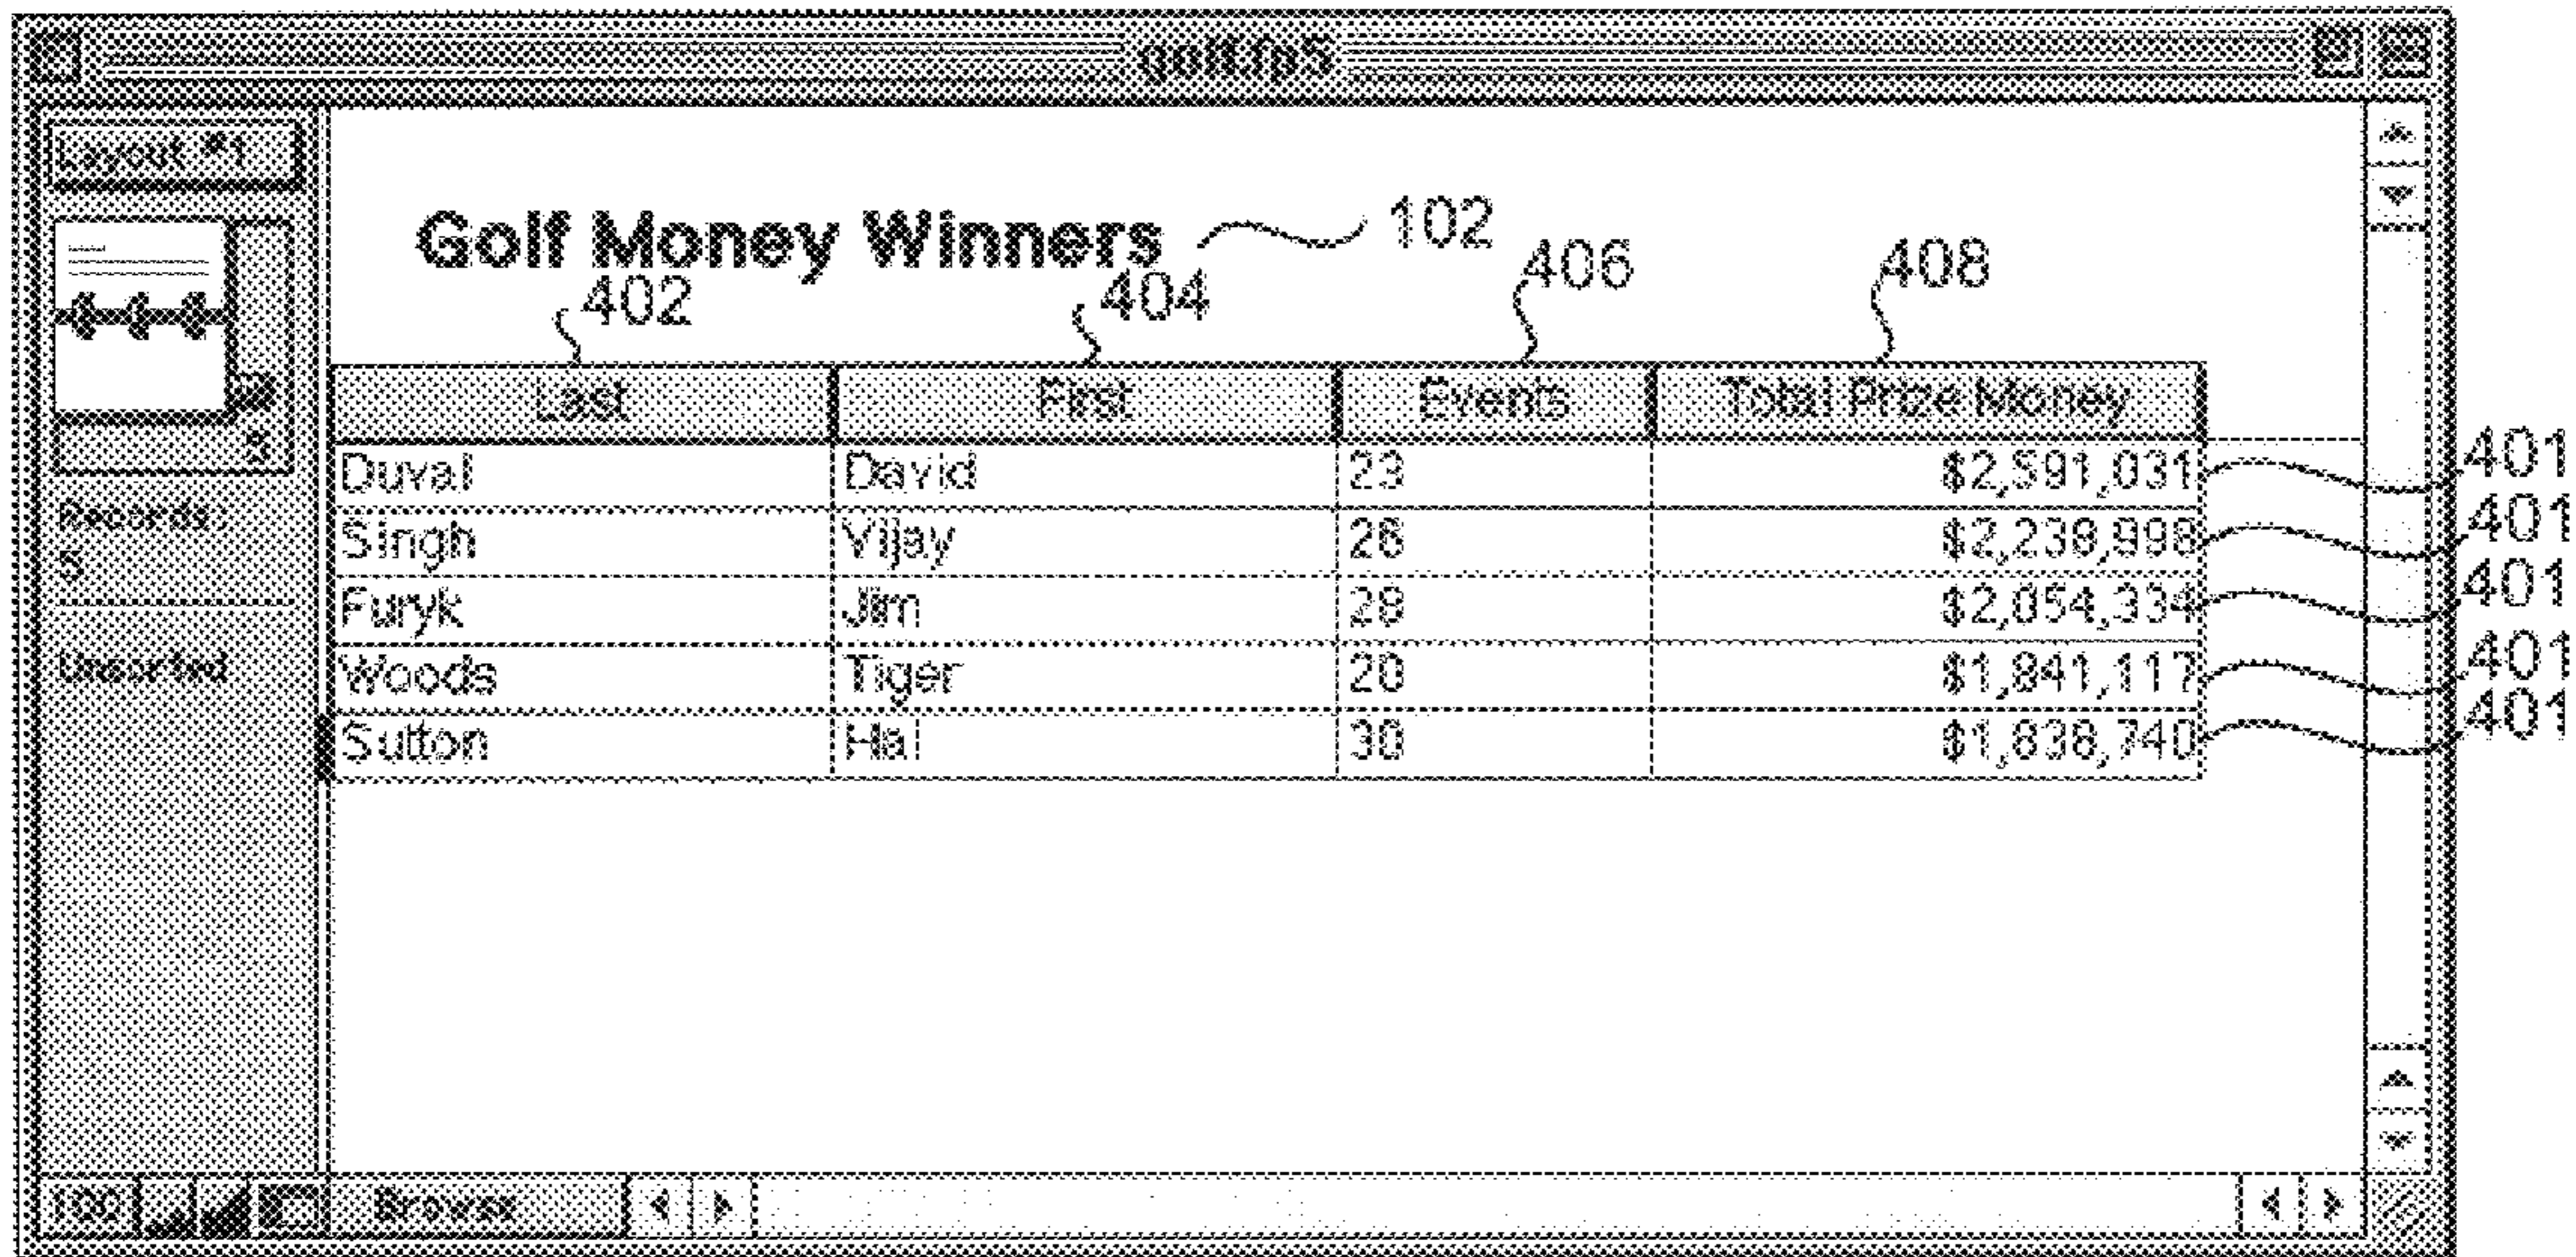 golf.fp5
Layout #1
Golf Money Winners 102
402 404 406 408
Last First Events Total Prize Money
Duval David 23 $2,591,031 401
Singh Vijay 26 $2,239,998 401
Furyk Jim 28 $2,054,334 401
Woods Tiger 20 $1,841,117 401
Sutton Hal 30 $1,838,740 401
Records:
5
Unsorted
100 Browse